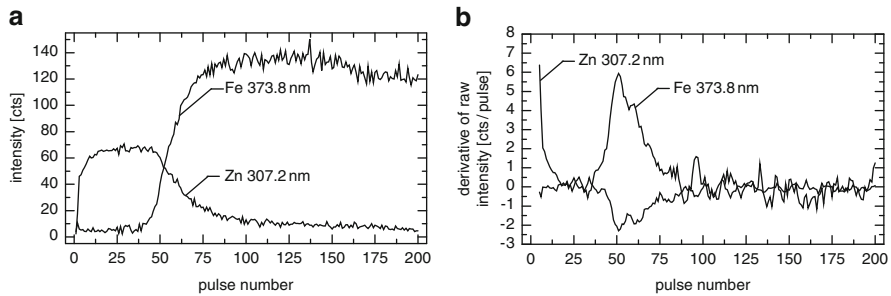 a
140
120
100
80
60
40
20
0
intensity [cts]
Fe 373.8 nm
Zn 307.2 nm
0 25 50 75 100 125 150 175 200
pulse number
b
8
7
6
5
4
3
2
1
0
-1
-2
-3
derivative of raw
intensity [cts / pulse]
Zn 307.2 nm
Fe 373.8 nm
0 25 50 75 100 125 150 175 200
pulse number